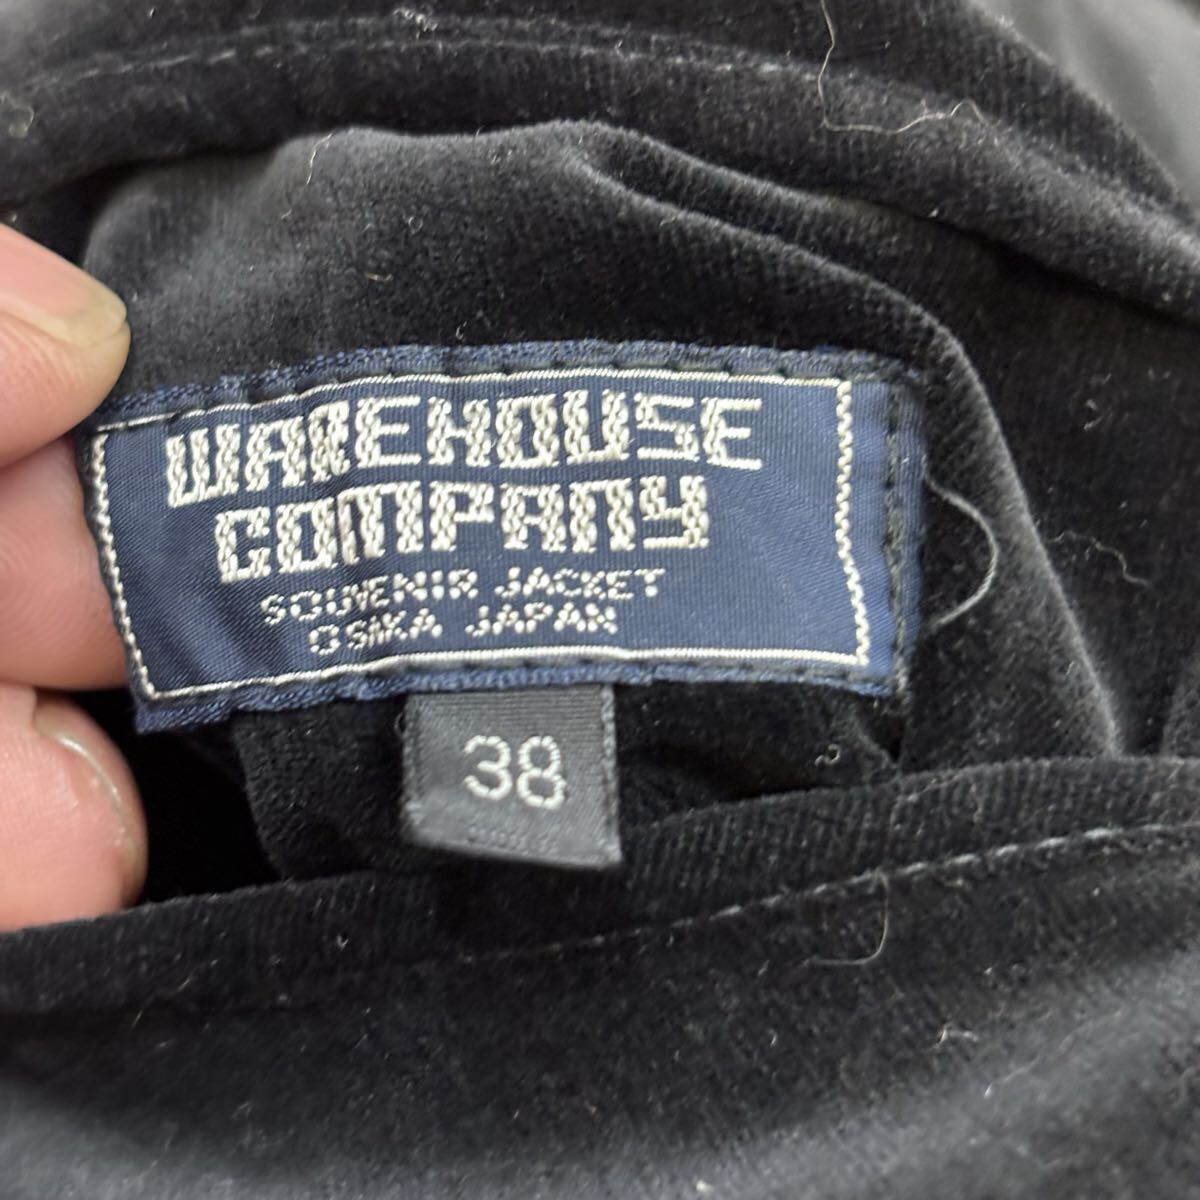 WAREHOUSE
COMPANY
SOUVENIR JACKET
OSAKA JAPAN
38